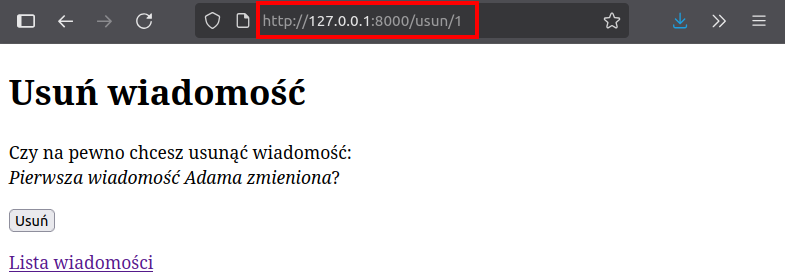 http://127.0.0.1:8000/usun/1
Usuń wiadomość
Czy na pewno chcesz usunąć wiadomość:
Pierwsza wiadomość Adama zmieniona?
Usuń
Lista wiadomości